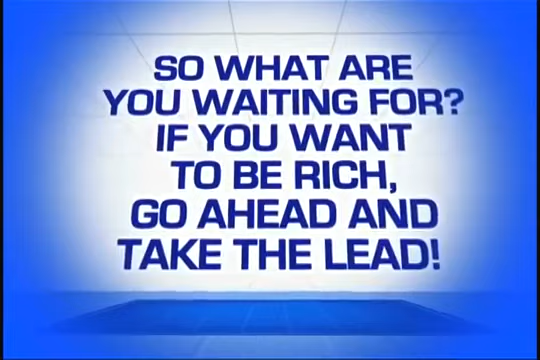 SO WHAT ARE
YOU WAITING FOR?
IF YOU WANT
TO BE RICH,
GO AHEAD AND
TAKE THE LEAD!